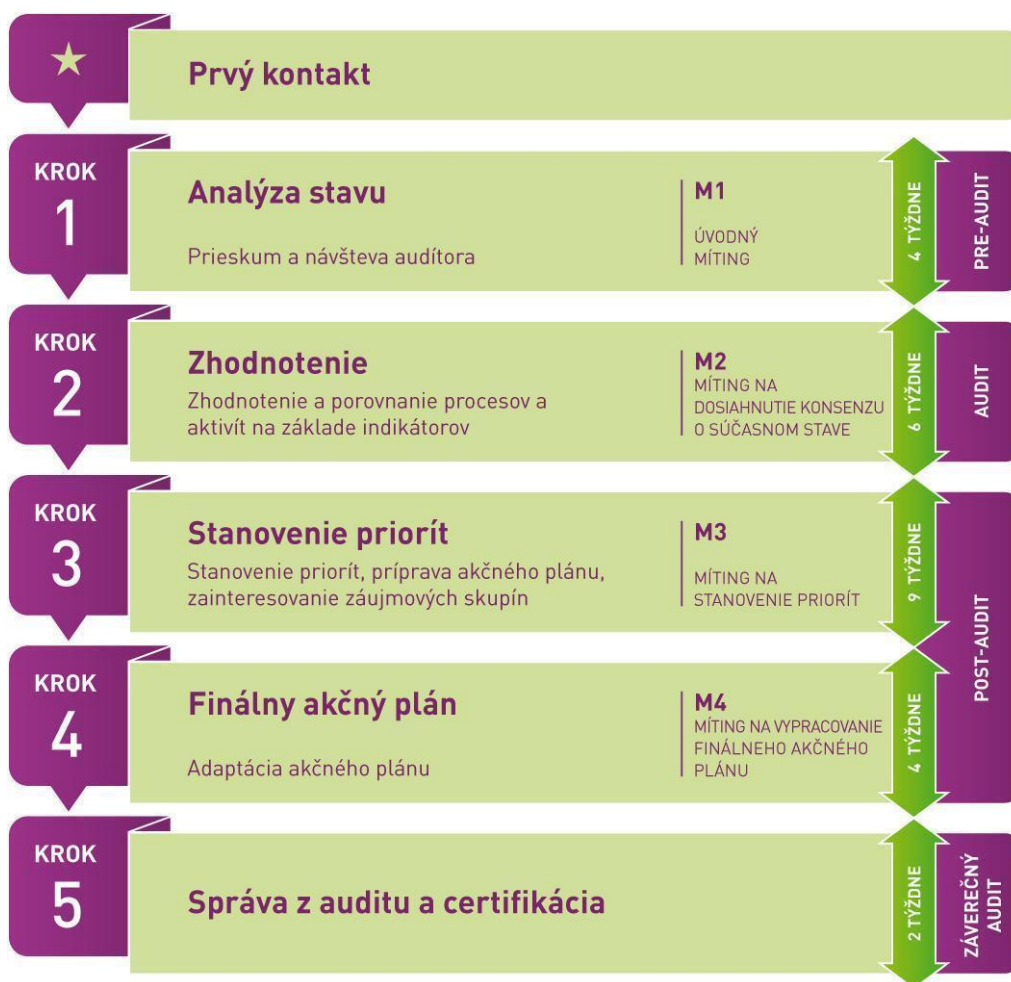 Prvý kontakt
KROK
1
Analýza stavu
Prieskum a návšteva audítora
M1
ÚVODNÝ
MÍTING
4 TÝŽDNE
PRE-AUDIT
KROK
2
Zhodnotenie
Zhodnotenie a porovnanie procesov a
aktivít na základe indikátorov
M2
MÍTING NA
DOSIAHNUTIE KONSENZU
O SÚČASNOM STAVE
6 TÝŽDNE
AUDIT
KROK
3
Stanovenie priorít
Stanovenie priorít, príprava akčného plánu,
zainteresovanie záujmových skupín
M3
MÍTING NA
STANOVENIE PRIORÍT
9 TÝŽDNE
POST-AUDIT
KROK
4
Finálny akčný plán
Adaptácia akčného plánu
M4
MÍTING NA VYPRACOVANIE
FINÁLNEHO AKČNÉHO
PLÁNU
4 TÝŽDNE
KROK
5
Správa z auditu a certifikácia
2 TÝŽDNE
ZÁVEREČNÝ
AUDIT